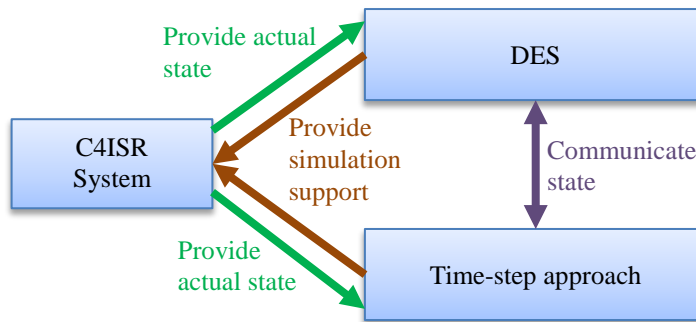 Provide actual
state
DES
C4ISR
System
Provide
simulation
support
Communicate
state
Provide
actual state
Time-step approach